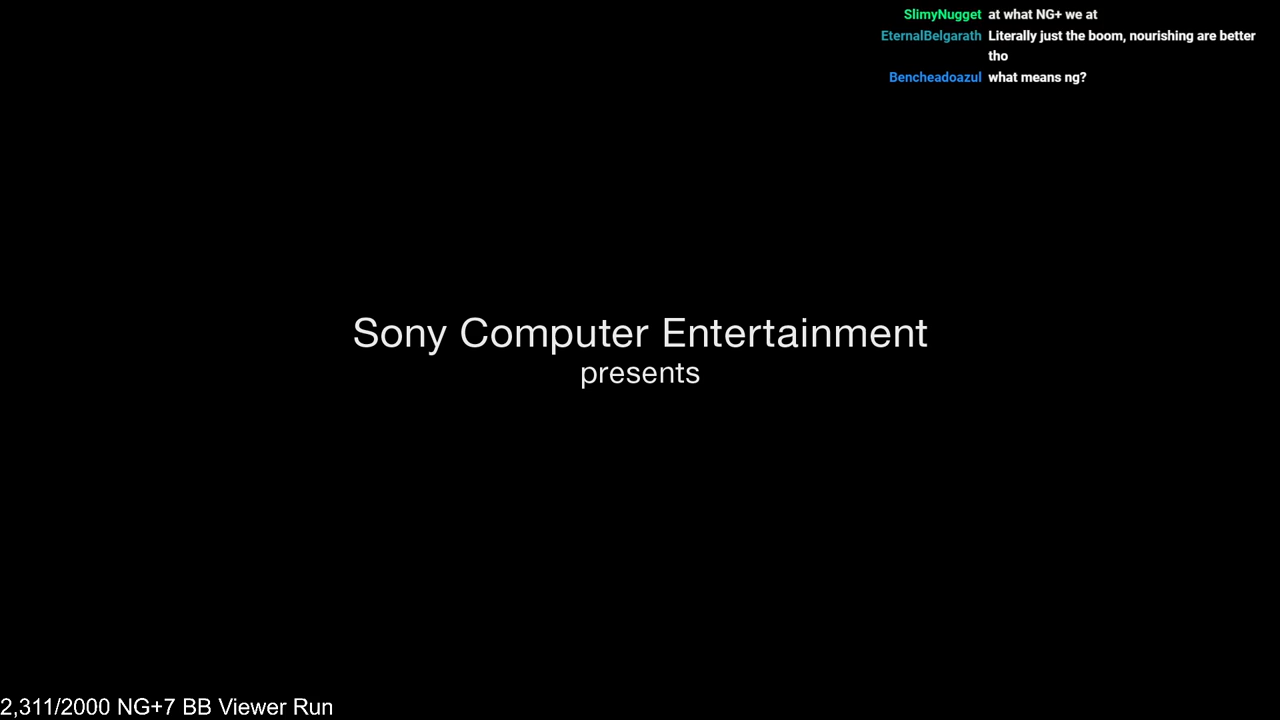 SlimyNugget at what NG+ we at
EternalBelgarath Literally just the boom, nourishing are better
tho
Bencheadoazul what means ng?
Sony Computer Entertainment
presents
2,311/2000 NG+7 BB Viewer Run